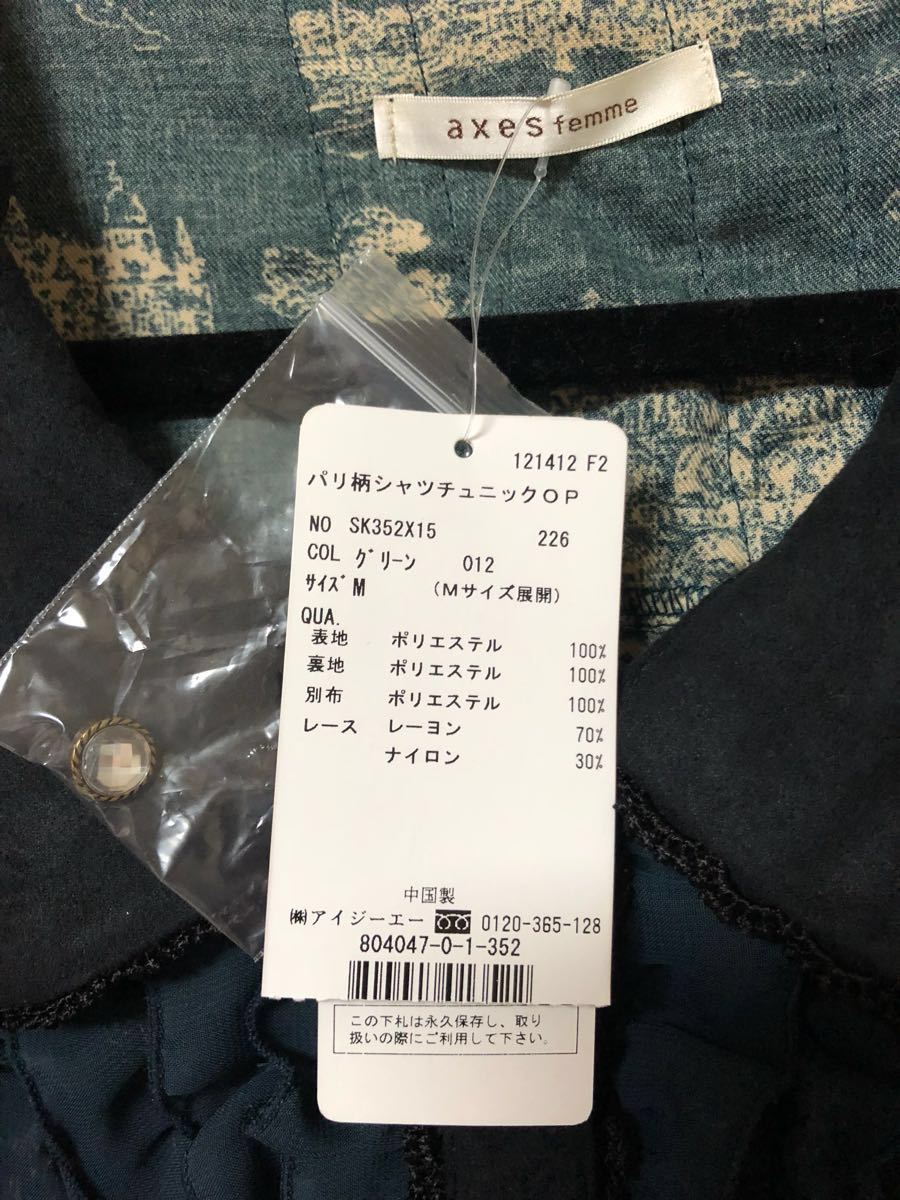 axes femme
121412 F2
パリ柄シャツチュニックOP
NO SK352X15 226
COL グリーン 012
サイズ M (Mサイズ展開)
QUA.
表地 ポリエステル 100%
裏地 ポリエステル 100%
別布 ポリエステル 100%
レース レーヨン 70%
ナイロン 30%
中国製
㈱アイジーエー 0120-365-128
804047-0-1-352
この下札は永久保存し、取り
扱いの際にご利用して下さい。